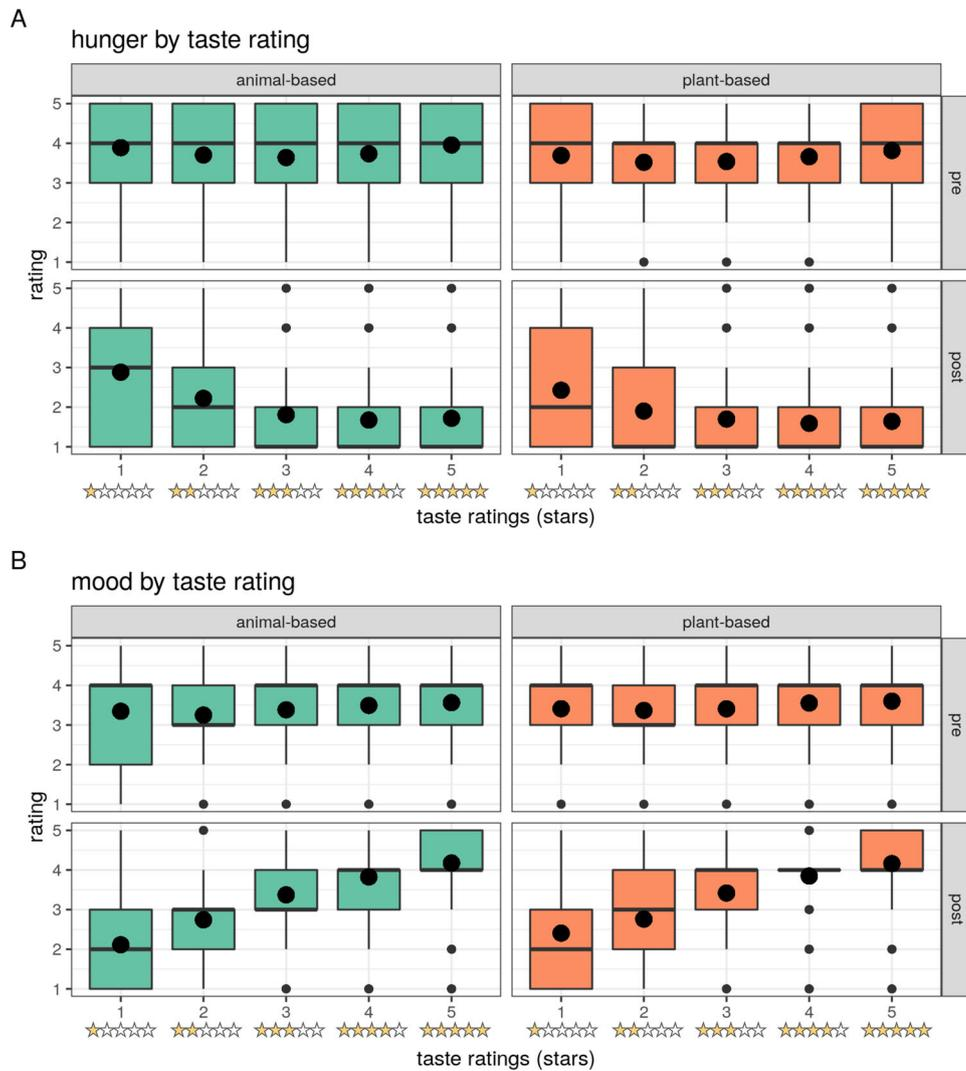 A
hunger by taste rating
animal-based plant-based
5
4
3
2
1
pre
rating
5
4
3
2
1
post
1 2 3 4 5 1 2 3 4 5
taste ratings (stars)
B
mood by taste rating
animal-based plant-based
5
4
3
2
1
pre
rating
5
4
3
2
1
post
1 2 3 4 5 1 2 3 4 5
taste ratings (stars)